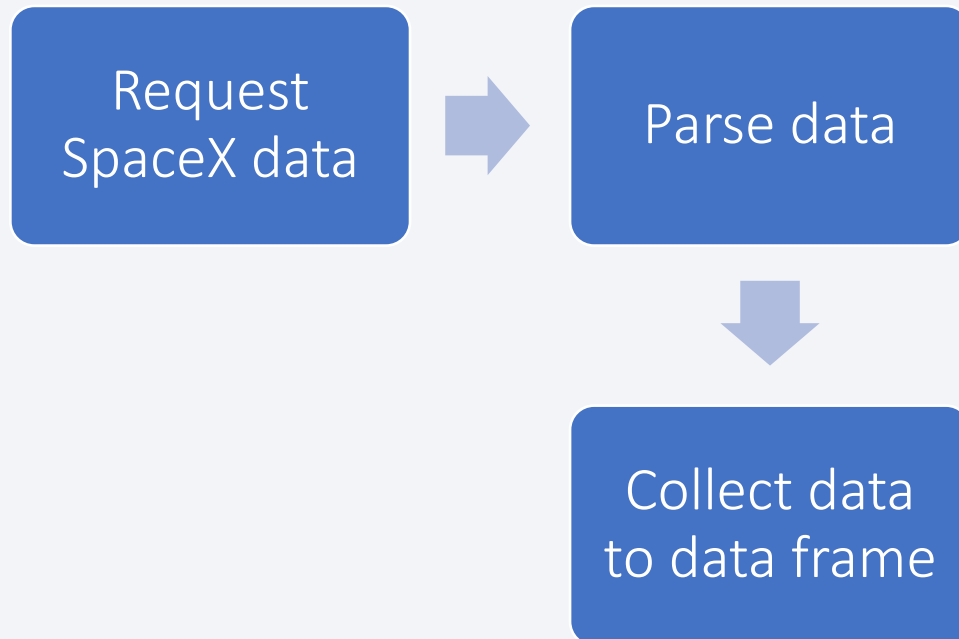 Request
SpaceX data
Parse data
Collect data
to data frame